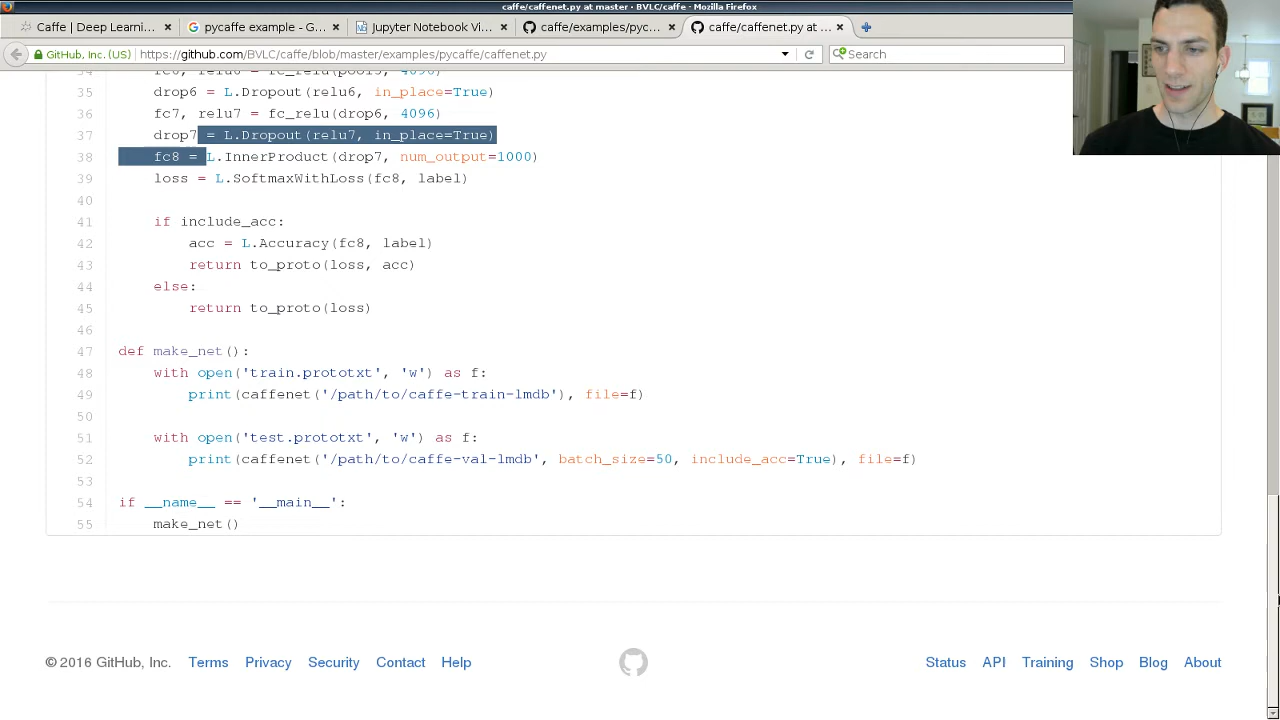 caffe/caffenet.py at master · BVLC/caffe - Mozilla Firefox
Caffe | Deep Learni... pycaffe example - G... Jupyter Notebook Vi... caffe/examples/pyc... caffe/caffenet.py at ...
GitHub, Inc. (US) https://github.com/BVLC/caffe/blob/master/examples/pycaffe/caffenet.py Search
34 fc6, relu6 = fc_relu(pool5, 4096)
35 drop6 = L.Dropout(relu6, in_place=True)
36 fc7, relu7 = fc_relu(drop6, 4096)
37 drop7 = L.Dropout(relu7, in_place=True)
38 fc8 = L.InnerProduct(drop7, num_output=1000)
39 loss = L.SoftmaxWithLoss(fc8, label)
40
41 if include_acc:
42 acc = L.Accuracy(fc8, label)
43 return to_proto(loss, acc)
44 else:
45 return to_proto(loss)
46
47 def make_net():
48 with open('train.prototxt', 'w') as f:
49 print(caffenet('/path/to/caffe-train-lmdb'), file=f)
50
51 with open('test.prototxt', 'w') as f:
52 print(caffenet('/path/to/caffe-val-lmdb', batch_size=50, include_acc=True), file=f)
53
54 if __name__ == '__main__':
55 make_net()
© 2016 GitHub, Inc. Terms Privacy Security Contact Help Status API Training Shop Blog About